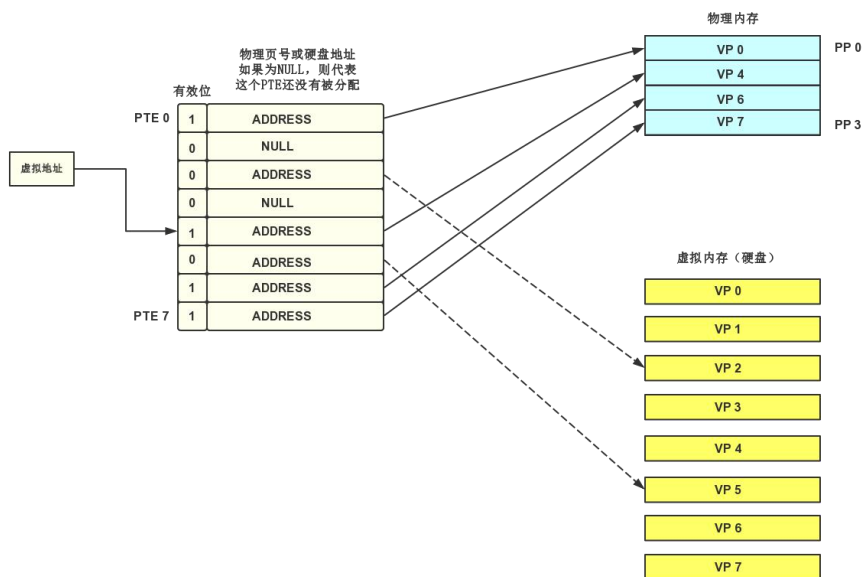 物理内存
VP 0
PP 0
VP 4
VP 6
VP 7
PP 3
物理页号或硬盘地址
如果为NULL，则代表
这个PTE还没有被分配
有效位
PTE 0
1
ADDRESS
0
NULL
0
ADDRESS
0
NULL
1
ADDRESS
0
ADDRESS
1
ADDRESS
PTE 7
1
ADDRESS
虚拟地址
虚拟内存（硬盘）
VP 0
VP 1
VP 2
VP 3
VP 4
VP 5
VP 6
VP 7